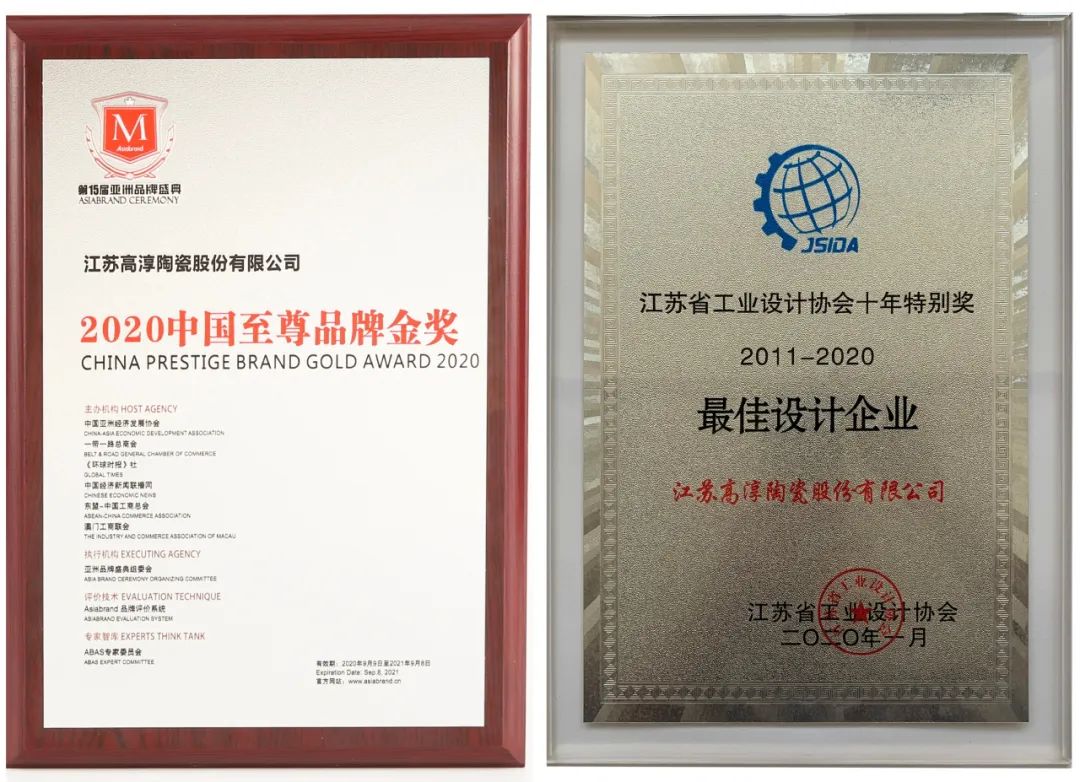 M
Asiabrand
第15届亚洲品牌盛典
ASIABRAND CEREMONY
江苏高淳陶瓷股份有限公司
2020中国至尊品牌金奖
CHINA PRESTIGE BRAND GOLD AWARD 2020
主办机构 HOST AGENCY
中国亚洲经济发展协会
CHINA-ASIA ECONOMIC DEVELOPMENT ASSOCIATION
一带一路总商会
BELT & ROAD GENERAL CHAMBER OF COMMERCE
《环球时报》社
GLOBAL TIMES
中国经济新闻联播网
CHINESE ECONOMIC NEWS
东盟-中国工商总会
ASEAN-CHINA COMMERCE ASSOCIATION
澳门工商联会
THE INDUSTRY AND COMMERCE ASSOCIATION OF MACAU
执行机构 EXECUTING AGENCY
亚洲品牌盛典组委会
ASIA BRAND CEREMONY ORGANIZING COMMITTEE
评价技术 EVALUATION TECHNIQUE
Asiabrand 品牌评价系统
ASIABRAND EVALUATION SYSTEM
专家智库 EXPERTS THINK TANK
ABAS专家委员会
ABAS EXPERT COMMITTEE
有效期：2020年9月9日至2021年9月8日
Expiration Date: Sep.8, 2021
官方网站：www.asiabrand.cn
JSIDA
江苏省工业设计协会十年特别奖
2011-2020
最佳设计企业
江苏高淳陶瓷股份有限公司
江苏省工业设计协会
二〇二〇年一月